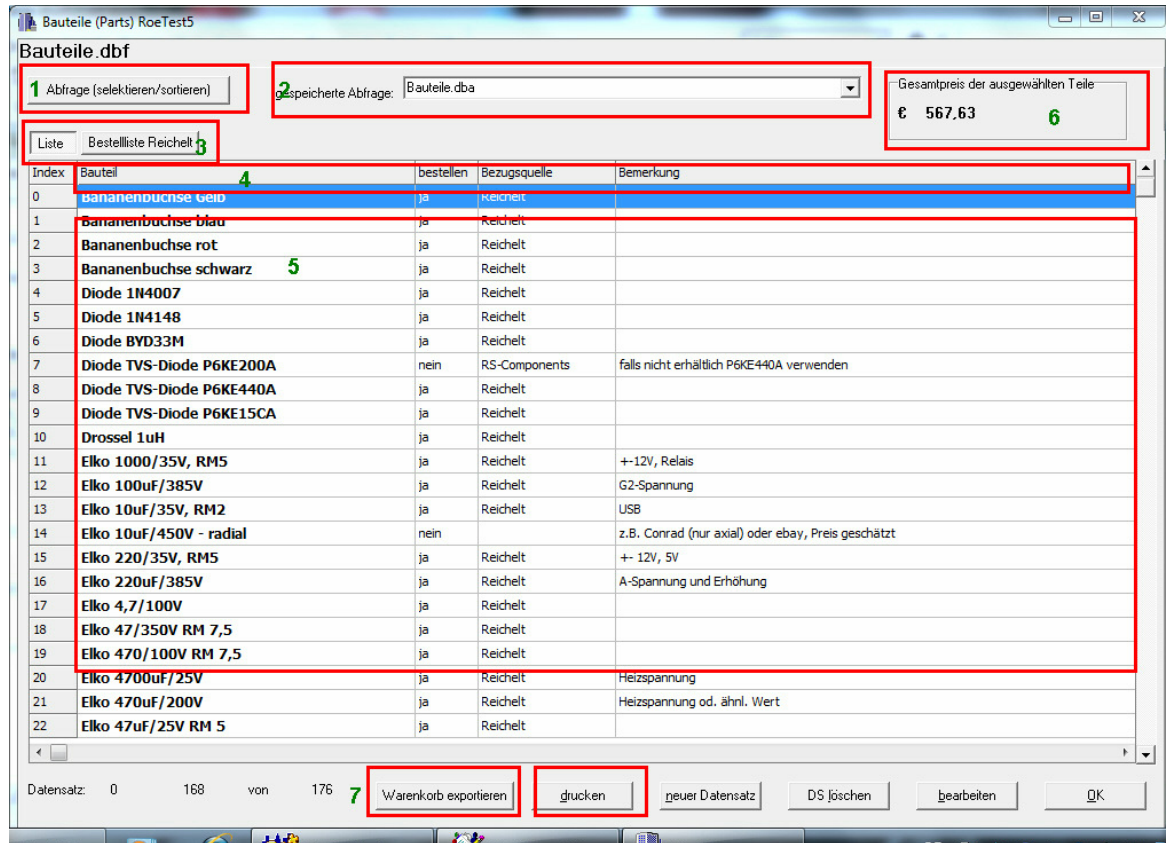 Bauteile (Parts) RoeTest5
Bauteile.dbf
1 Abfrage (selektieren/sortieren)
2 gespeicherte Abfrage: Bauteile.dba
Gesamtpreis der ausgewählten Teile
€ 567,63 6
Liste Bestellliste Reichelt 3
Index Bauteil 4 bestellen Bezugsquelle Bemerkung
0 Bananenbuchse Gelb ja Reichelt
1 Bananenbuchse blau ja Reichelt
2 Bananenbuchse rot ja Reichelt
3 Bananenbuchse schwarz 5 ja Reichelt
4 Diode 1N4007 ja Reichelt
5 Diode 1N4148 ja Reichelt
6 Diode BYD33M ja Reichelt
7 Diode TVS-Diode P6KE200A nein RS-Components falls nicht erhältlich P6KE440A verwenden
8 Diode TVS-Diode P6KE440A ja Reichelt
9 Diode TVS-Diode P6KE15CA ja Reichelt
10 Drossel 1uH ja Reichelt
11 Elko 1000/35V, RM5 ja Reichelt +-12V, Relais
12 Elko 100uF/385V ja Reichelt G2-Spannung
13 Elko 10uF/35V, RM2 ja Reichelt USB
14 Elko 10uF/450V - radial nein z.B. Conrad (nur axial) oder ebay, Preis geschätzt
15 Elko 220/35V, RM5 ja Reichelt +- 12V, 5V
16 Elko 220uF/385V ja Reichelt A-Spannung und Erhöhung
17 Elko 4,7/100V ja Reichelt
18 Elko 47/350V RM 7,5 ja Reichelt
19 Elko 470/100V RM 7,5 ja Reichelt
20 Elko 4700uF/25V ja Reichelt Heizspannung
21 Elko 470uF/200V ja Reichelt Heizspannung od. ähnl. Wert
22 Elko 47uF/25V RM 5 ja Reichelt
Datensatz: 0 168 von 176 7 Warenkorb exportieren drucken neuer Datensatz DS löschen bearbeiten OK